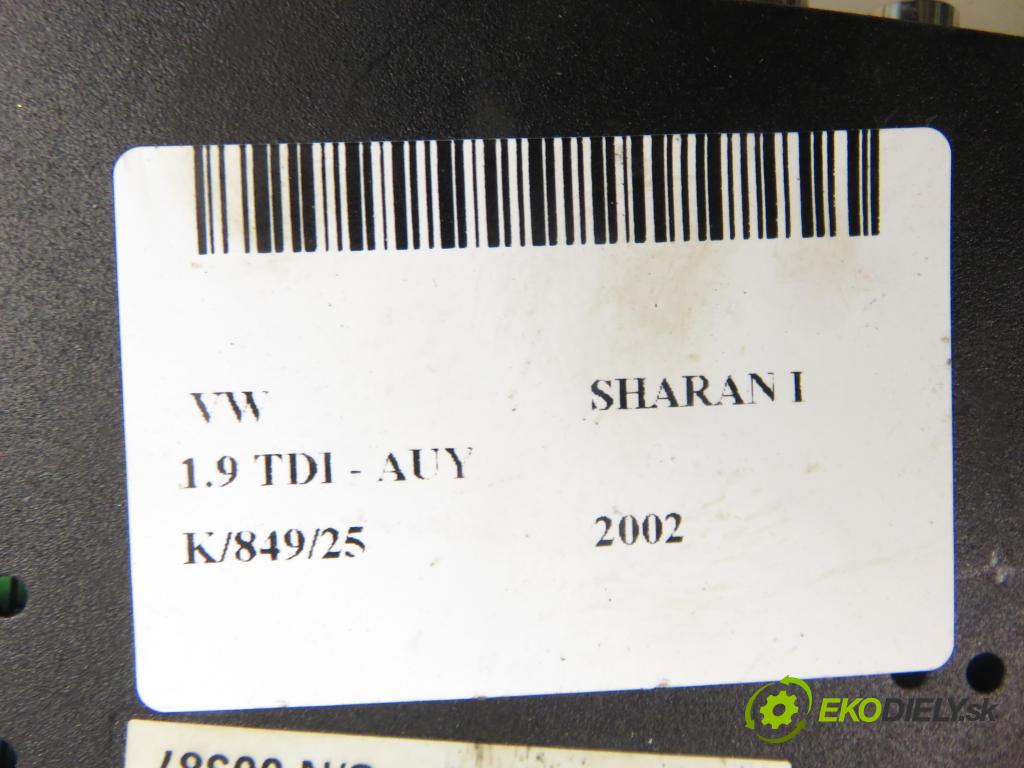 VW SHARAN I
1.9 TDI - AUY
K/849/25 2002
EKODIELY.sk